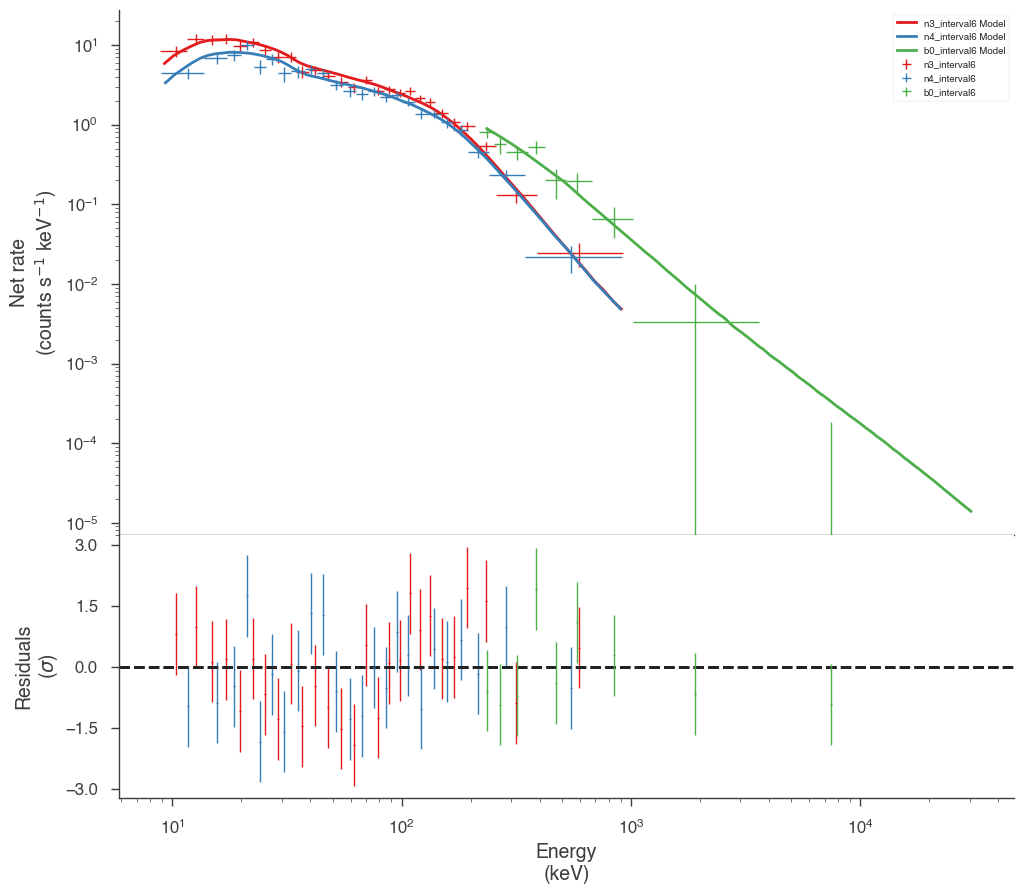 n3_interval6 Model
n4_interval6 Model
b0_interval6 Model
n3_interval6
n4_interval6
b0_interval6
10¹
10⁰
10⁻¹
10⁻²
10⁻³
10⁻⁴
10⁻⁵
Net rate
(counts s⁻¹ keV⁻¹)
3.0
1.5
0.0
−1.5
−3.0
Residuals
(σ)
10¹ 10² 10³ 10⁴
Energy
(keV)